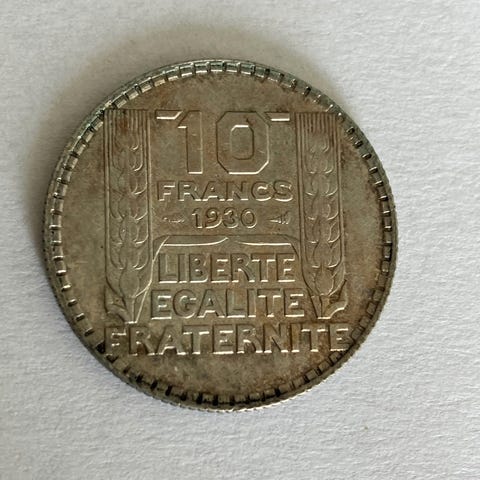 10
FRANCS
1930
LIBERTE
EGALITE
FRATERNITE